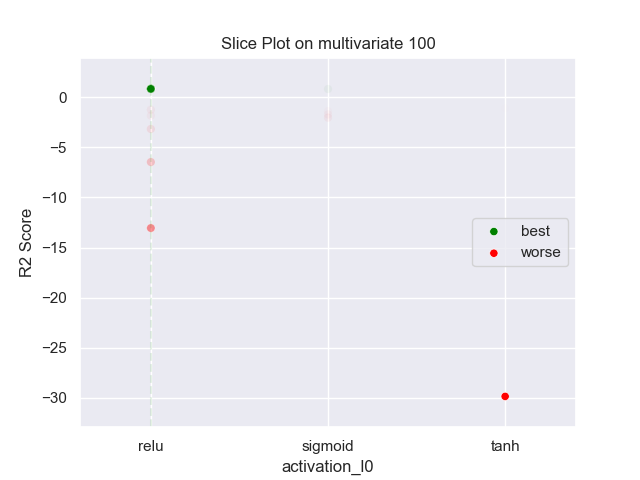 Slice Plot on multivariate 100
R2 Score
0
−5
−10
−15
−20
−25
−30
best
worse
relu
sigmoid
tanh
activation_l0